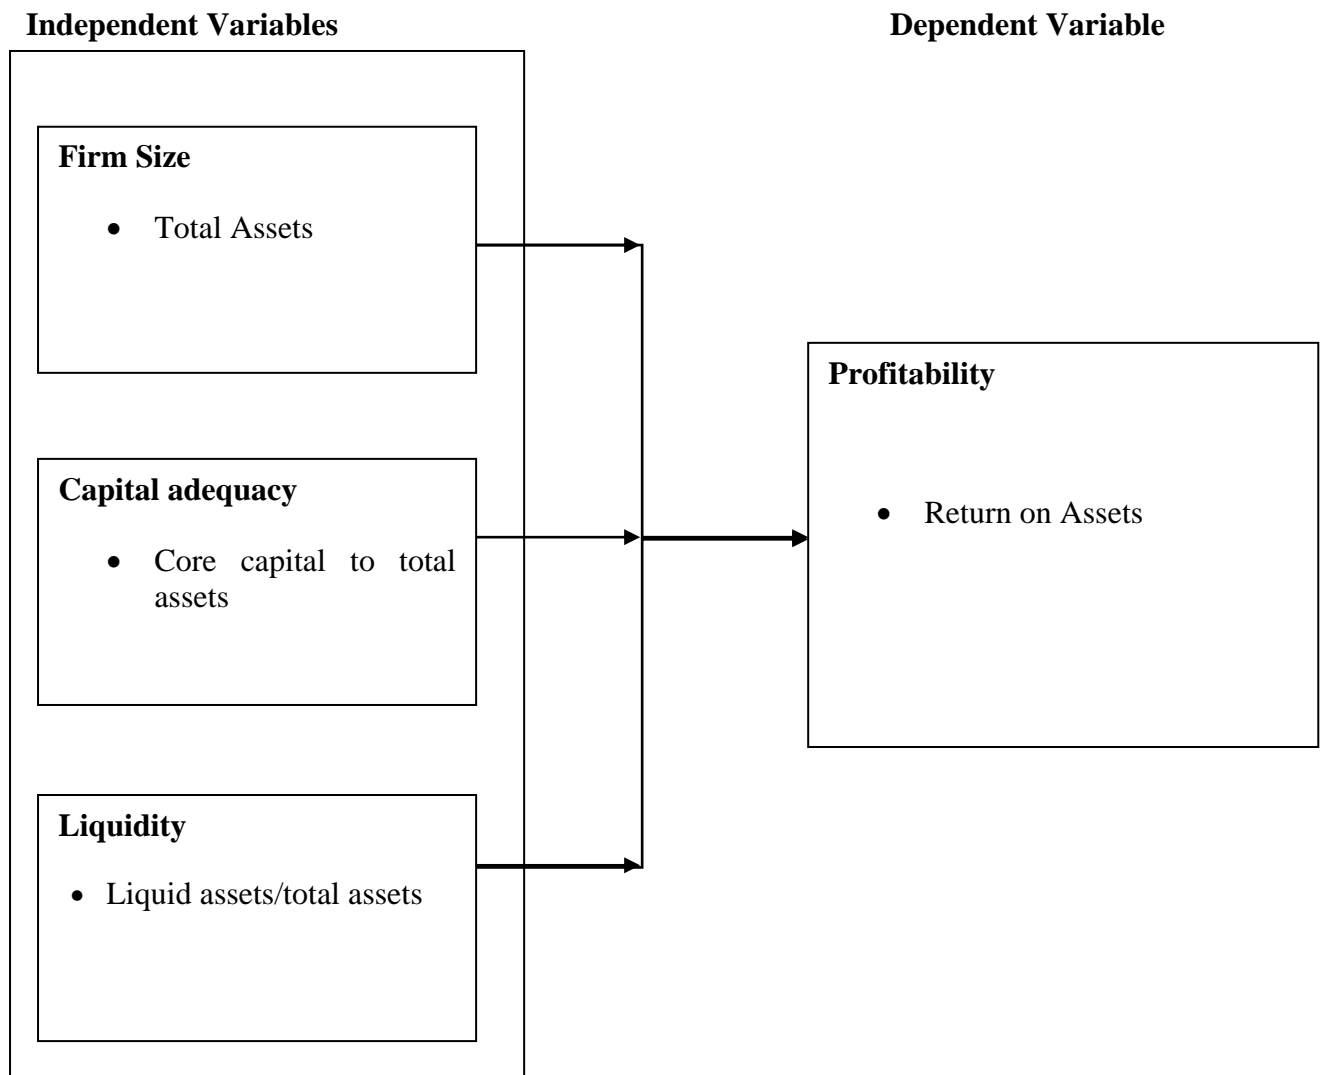 Independent Variables
Dependent Variable
Firm Size
• Total Assets
Capital adequacy
• Core capital to total
assets
Liquidity
• Liquid assets/total assets
Profitability
• Return on Assets